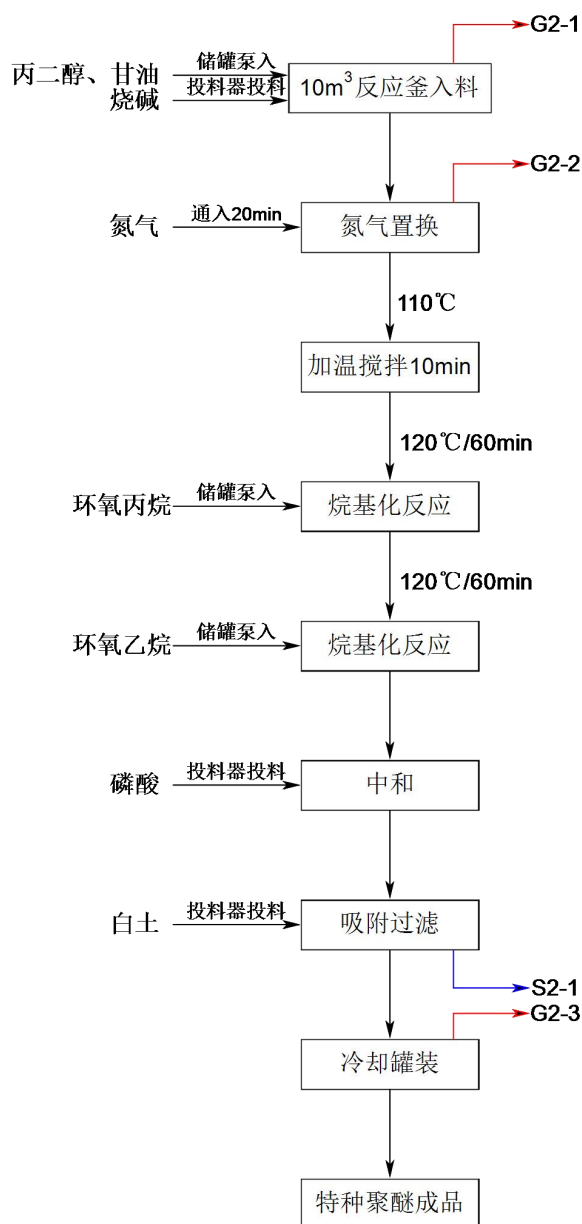 G2-1
储罐泵入
丙二醇、甘油
投料器投料
烧碱
10m³反应釜入料
G2-2
通入20min
氮气
氮气置换
110℃
加温搅拌10min
120℃/60min
储罐泵入
环氧丙烷
烷基化反应
120℃/60min
储罐泵入
环氧乙烷
烷基化反应
投料器投料
磷酸
中和
投料器投料
白土
吸附过滤
S2-1
G2-3
冷却罐装
特种聚醚成品